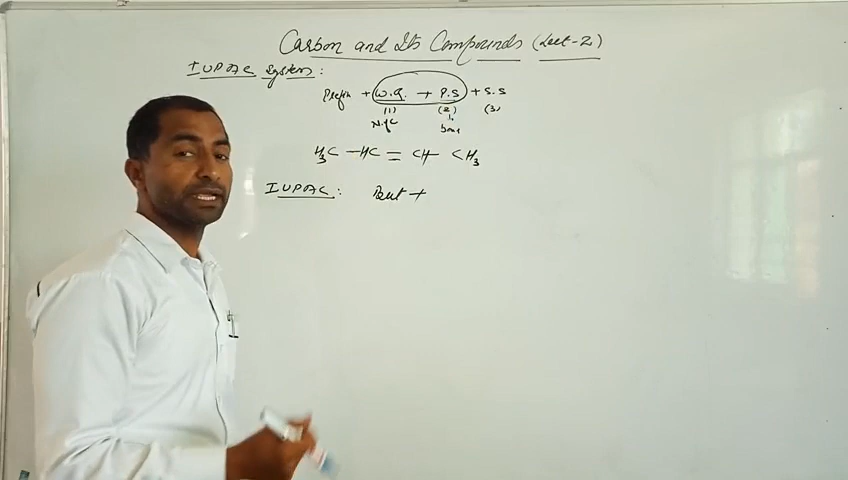 Carbon and Its Compounds (Lect-2)
IUPAC System:
Prefix + W.R. + P.S + S.S
(1) (2) (3)
N.of C bond
H₃C — HC = CH — CH₃
IUPAC: But +